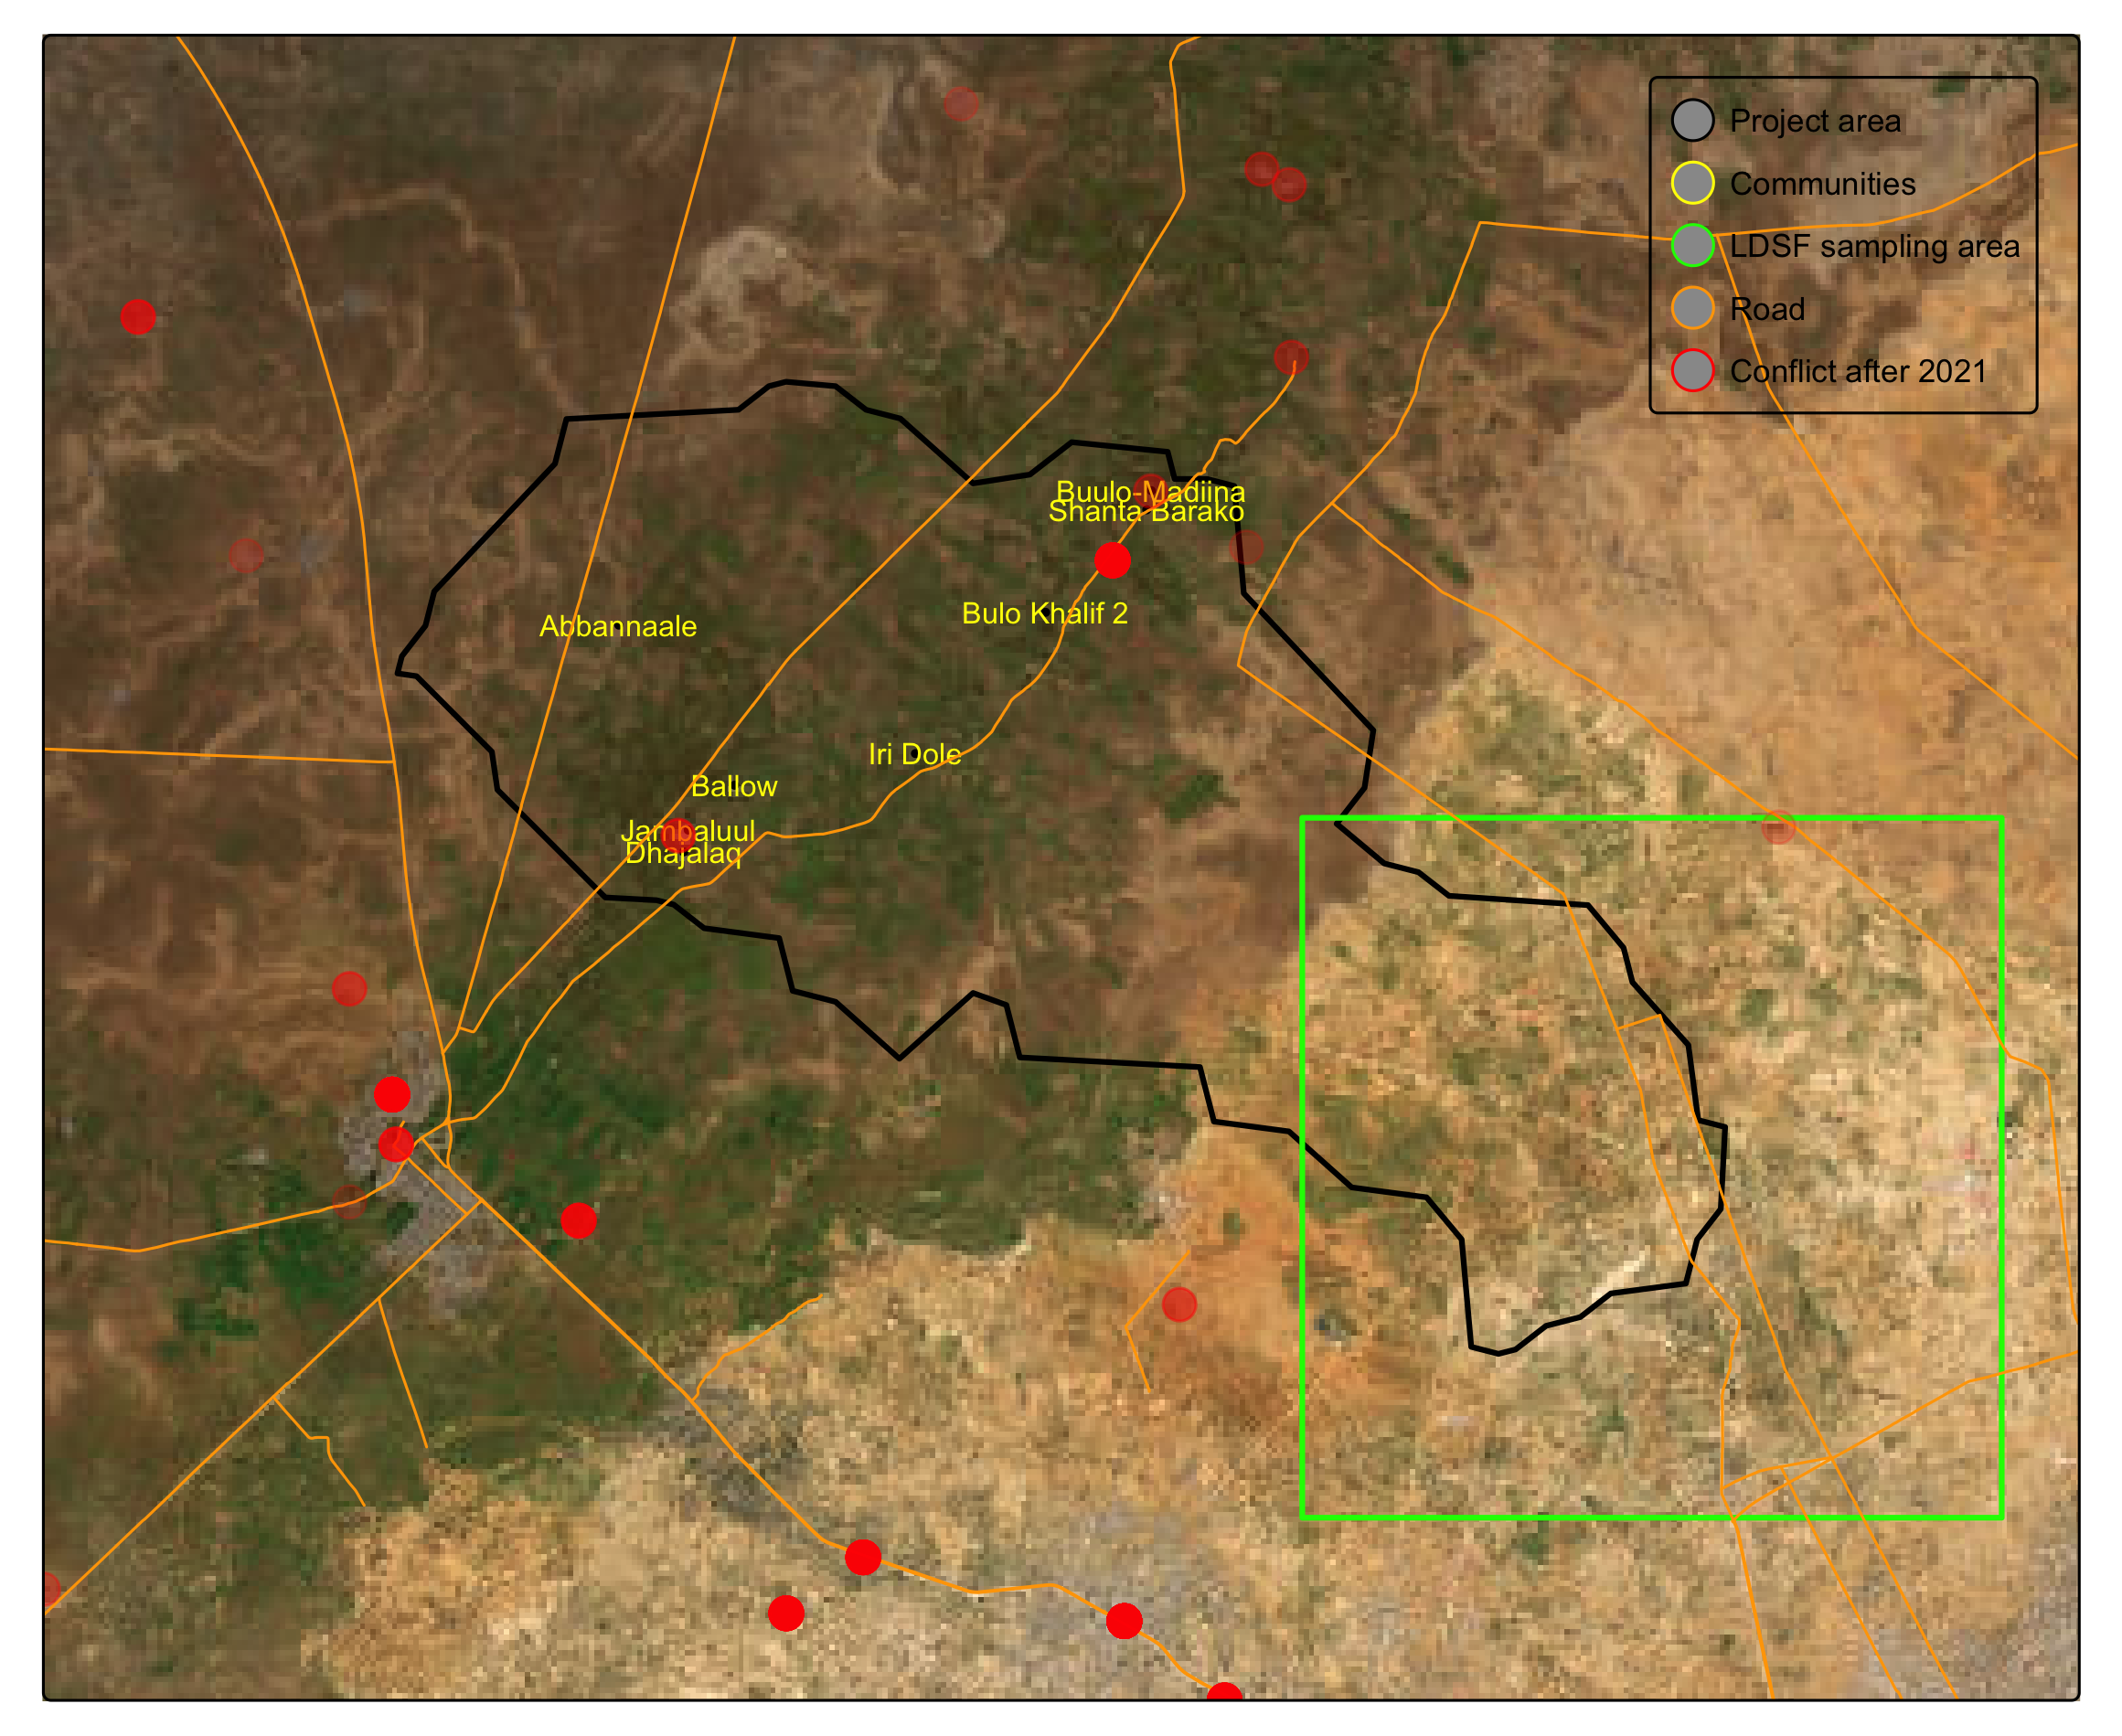 Project area
Communities
LDSF sampling area
Road
Conflict after 2021
Buulo-Madiina
Shanta Barako
Bulo Khalif 2
Abbannaale
Iri Dole
Ballow
Jambaluul
Dhajalaq